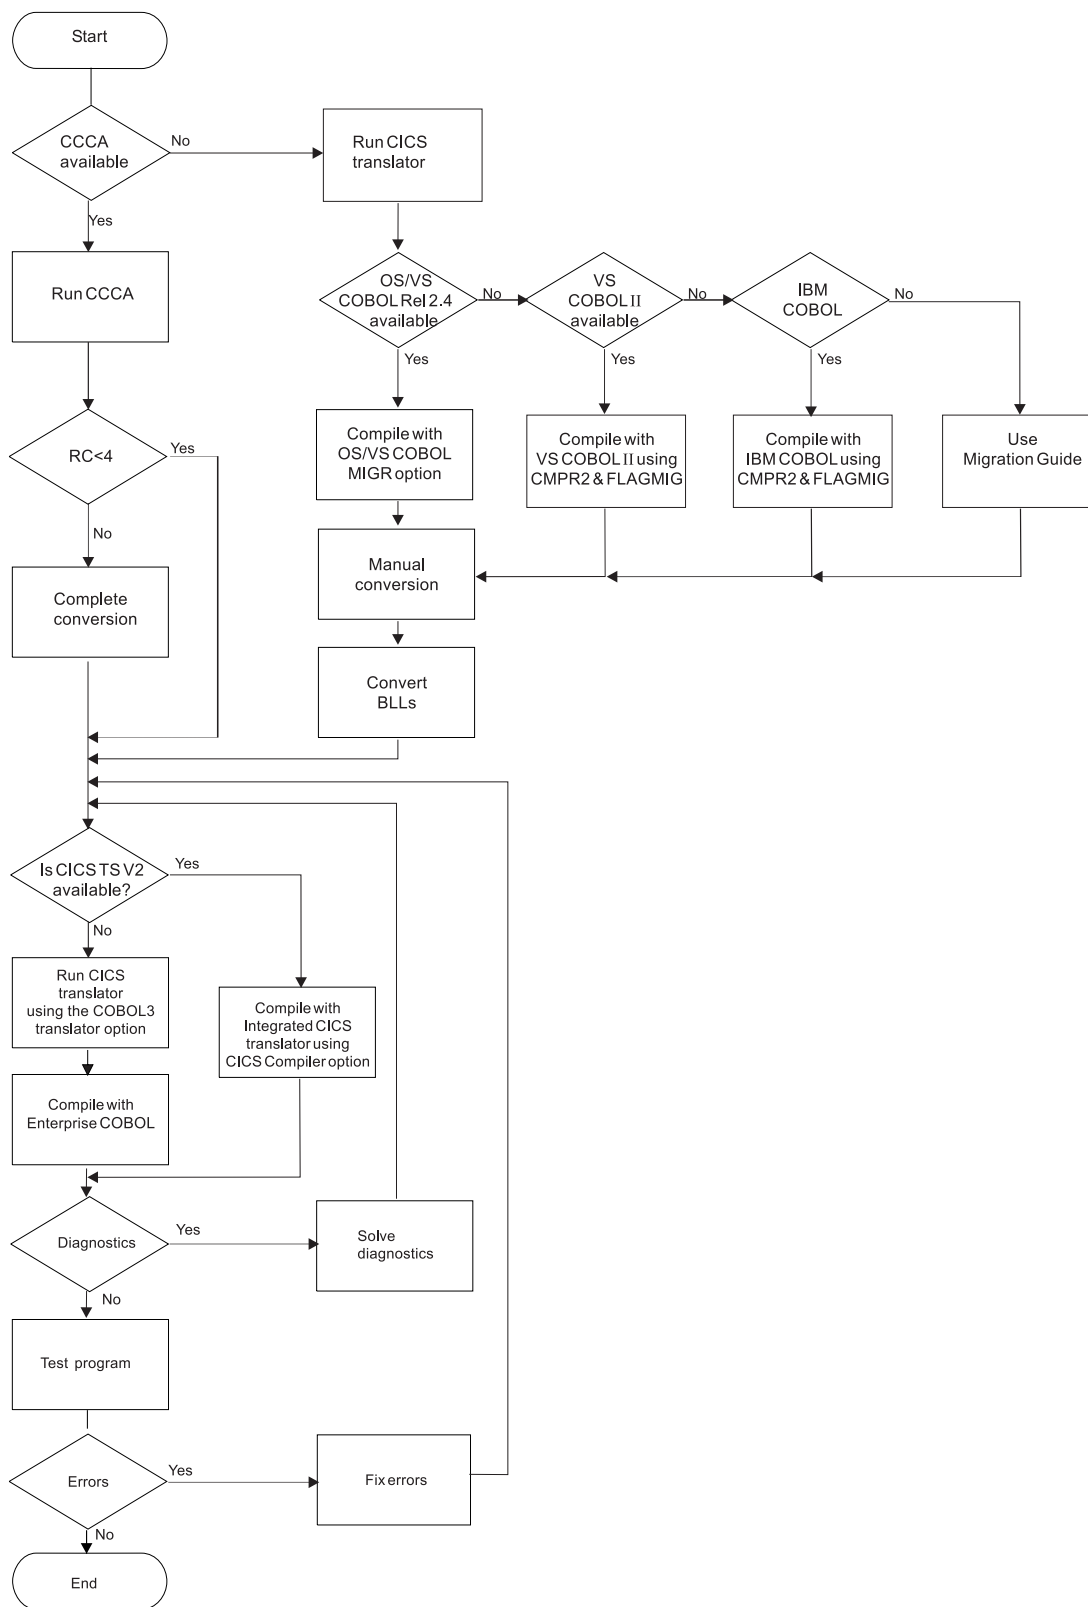 Start
CCCA
available
No
Yes
Run CICS
translator
Run CCCA
OS/VS
COBOL Rel 2.4
available
No
Yes
VS
COBOL II
available
No
Yes
IBM
COBOL
No
Yes
RC<4
Yes
No
Compile with
OS/VS COBOL
MIGR option
Compile with
VS COBOL II using
CMPR2 & FLAGMIG
Compile with
IBM COBOL using
CMPR2 & FLAGMIG
Use
Migration Guide
Complete
conversion
Manual
conversion
Convert
BLLs
Is CICS TS V2
available?
Yes
No
Run CICS
translator
using the COBOL3
translator option
Compile with
Integrated CICS
translator using
CICS Compiler option
Compile with
Enterprise COBOL
Diagnostics
Yes
No
Solve
diagnostics
Test program
Errors
Yes
No
Fix errors
End